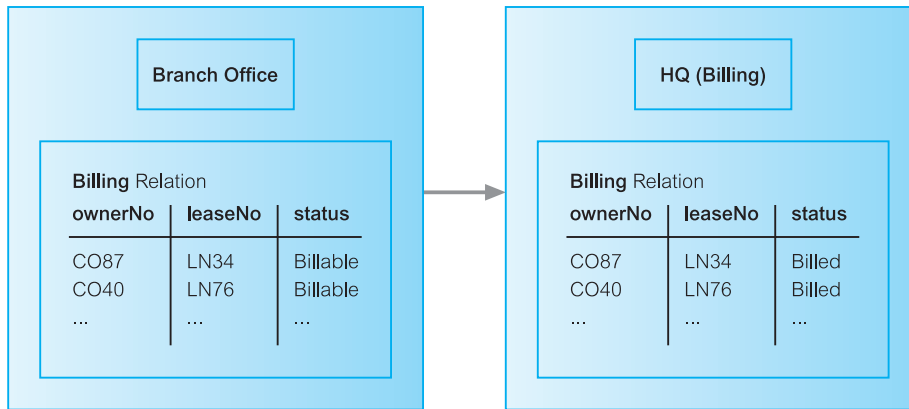 Branch Office
Billing Relation
ownerNo leaseNo status
CO87 LN34 Billable
CO40 LN76 Billable
... ... ...
HQ (Billing)
Billing Relation
ownerNo leaseNo status
CO87 LN34 Billed
CO40 LN76 Billed
... ... ...